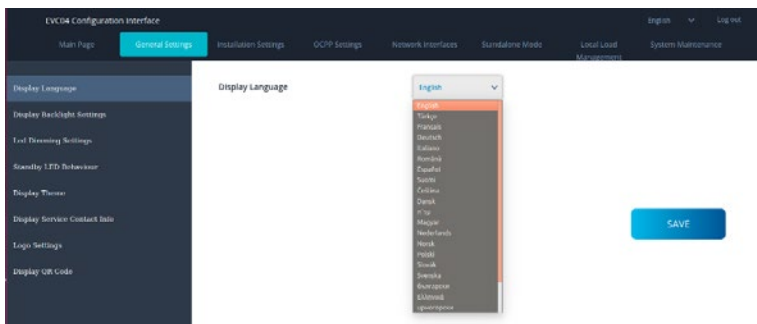 EVC04 Configuration Interface
English
Log out
Main Page
General Settings
Installation Settings
OCPP Settings
Network Interfaces
Standalone Mode
Local Load
Management
System Maintenance
Display Language
Display Backlight Settings
Led Dimming Settings
Standby LED Behaviour
Display Theme
Display Service Contact Info
Logo Settings
Display QR Code
Display Language
English
English
Türkçe
Français
Deutsch
Italiano
Română
Español
Suomi
Čeština
Dansk
עברית
Magyar
Nederlands
Norsk
Polski
Slovák
Svenska
Ελληνικά
SAVE